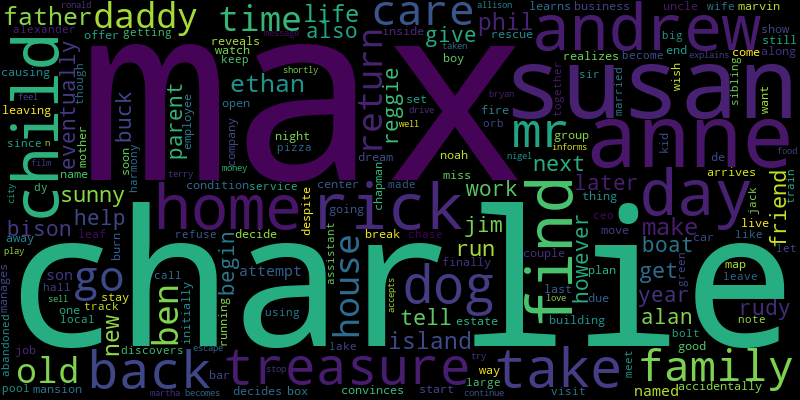 ronald
father daddy time life care andrew allison learns business uncle wife marvin
alexander offer getting reveals also phil inside rescue realizes big show
causing though watch keep give boy become end still
child eventually max return susan come along
leaving buck parent ethan open reggie set fire sir married together wish sibling want
since n mother employee company orb mr group anne kid
feel film name soon harmony night pizza dream noah well bryan drive taken informs food
message shortly explains
city dy sunny terry money condition service center made miss nigel next de arrives
home rick chapman work find later day friend train
bison help leaf despite going break chase jim thing jack live
away burn refuse decide run however make ceo move car like let
play son go call begin attempt house assistant finally dog couple boat map leave
manages hall sell stay ben initially charlie accepts tell last love plan due get year green rudy
abandoned one track local new running using lake island estate building alan bolt note
job discovers escape bar stop try good
old back treasure take family
pool mansion martha becomes decides box convinces start way large continue visit meet named accidentally